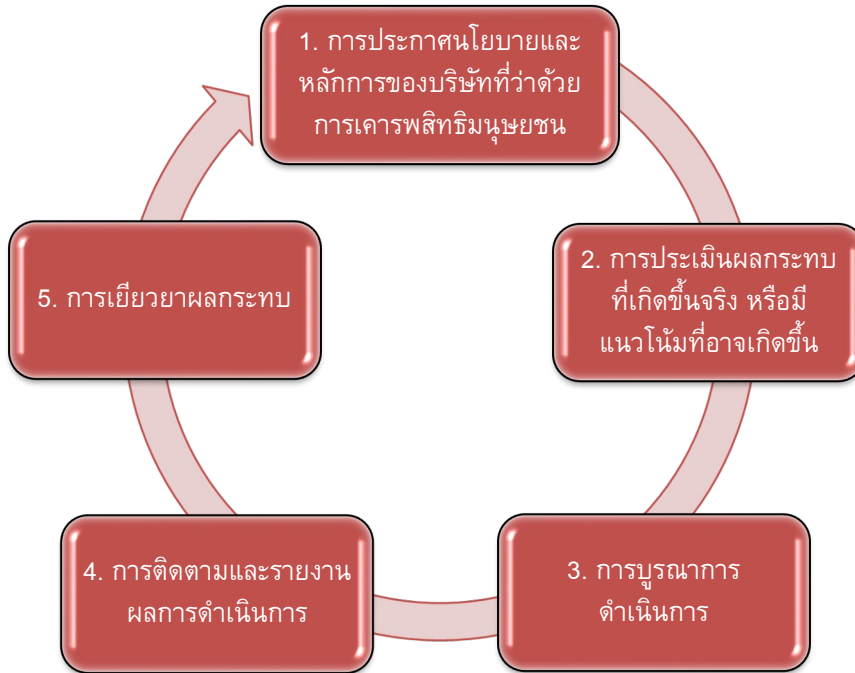 1. การประกาศนโยบายและ
หลักการของบริษัทที่ว่าด้วย
การเคารพสิทธิมนุษยชน
2. การประเมินผลกระทบ
ที่เกิดขึ้นจริง หรือมี
แนวโน้มที่อาจเกิดขึ้น
3. การบูรณาการ
ดำเนินการ
4. การติดตามและรายงาน
ผลการดำเนินการ
5. การเยียวยาผลกระทบ